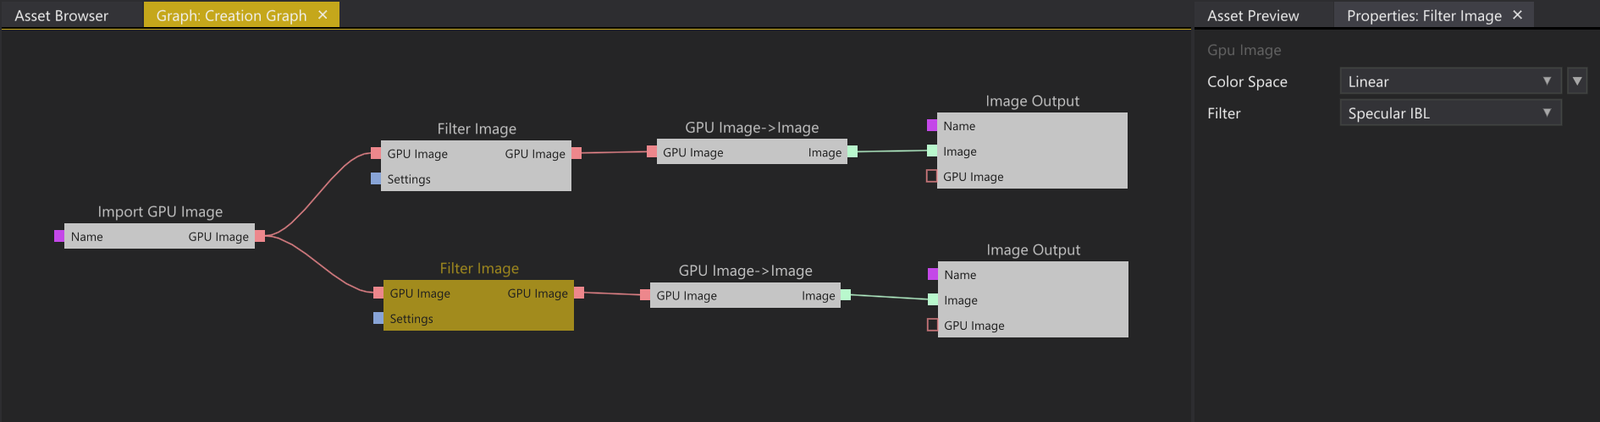 Asset Browser
Graph: Creation Graph ×
Asset Preview
Properties: Filter Image ×
Gpu Image
Color Space
Linear
Filter
Specular IBL
Import GPU Image
Name
GPU Image
Filter Image
GPU Image
GPU Image
Settings
GPU Image->Image
GPU Image
Image
Image Output
Name
Image
GPU Image
Filter Image
GPU Image
GPU Image
Settings
GPU Image->Image
GPU Image
Image
Image Output
Name
Image
GPU Image